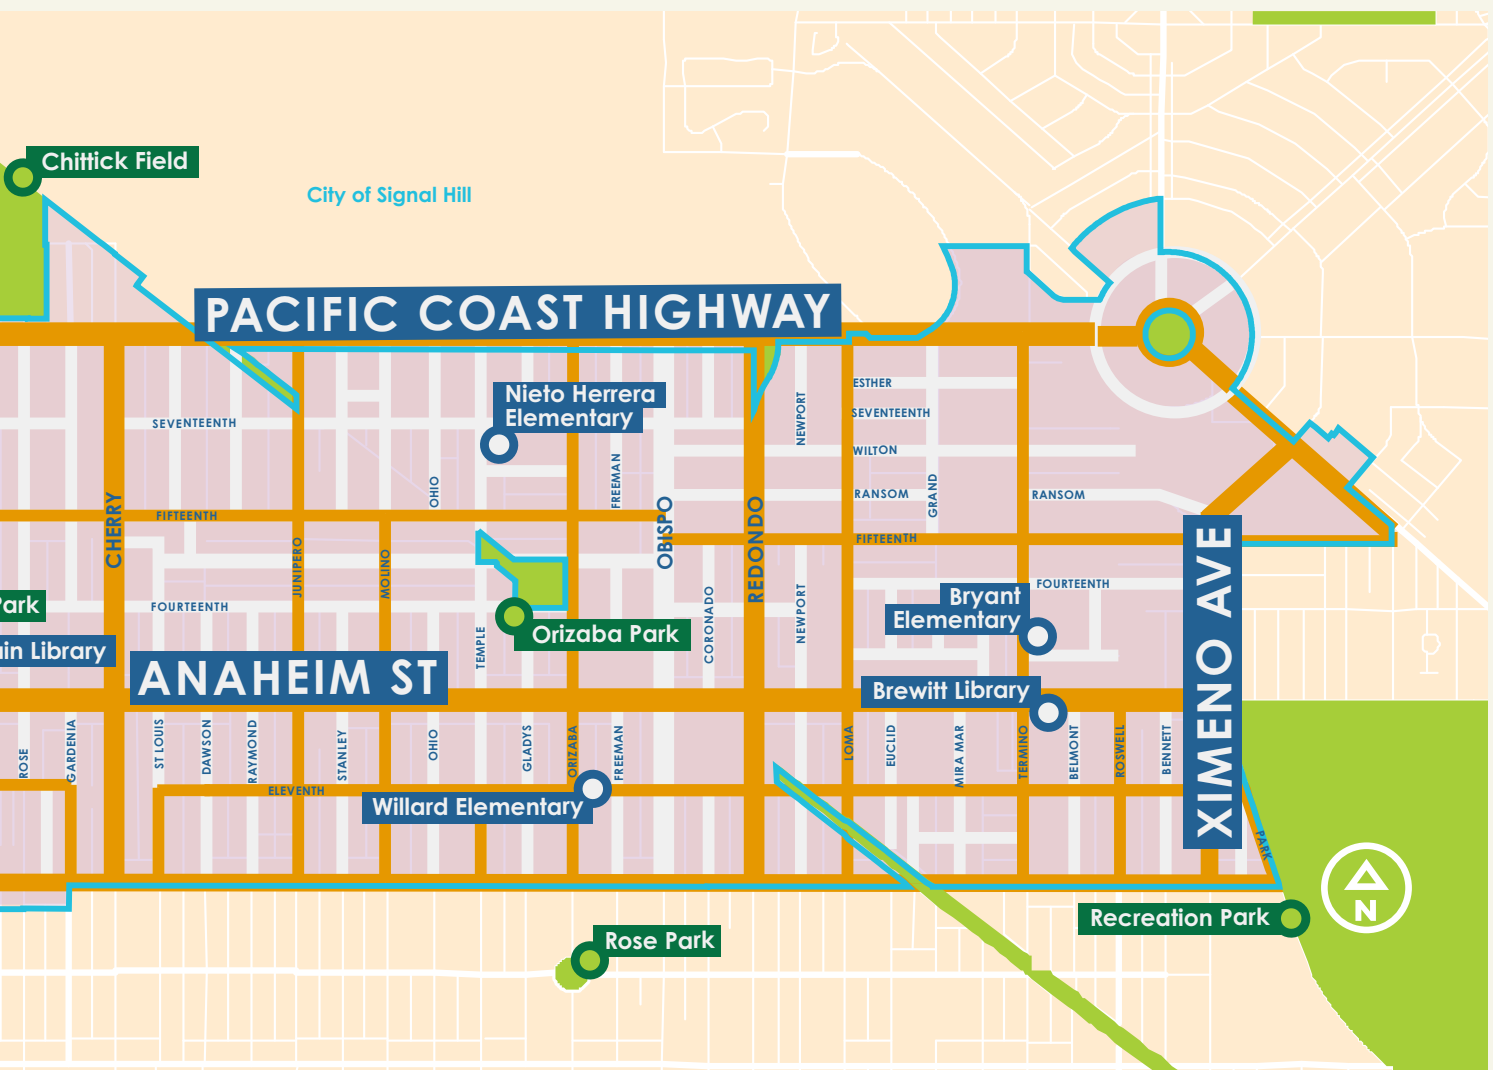 Chittick Field
City of Signal Hill
PACIFIC COAST HIGHWAY
Nieto Herrera
Elementary
ESTHER
SEVENTEENTH
SEVENTEENTH
NEWPORT
WILTON
OHIO
FREEMAN
GRAND
RANSOM
RANSOM
CHERRY
FIFTEENTH
OBISPO
REDONDO
FIFTEENTH
JUNIPERO
MOLINO
FOURTEENTH
Park
FOURTEENTH
NEWPORT
CORONADO
Bryant
Elementary
XIMENO AVE
Orizaba Park
TEMPLE
ain Library
ANAHEIM ST
Brewitt Library
ROSE
GARDENIA
ST LOUIS
DAWSON
RAYMOND
STANLEY
OHIO
GLADYS
ORIZABA
FREEMAN
LOMA
EUCLID
MIRA MAR
TERMINO
BELMONT
ROSWELL
BENNETT
ELEVENTH
Willard Elementary
PARK
Recreation Park
N
Rose Park